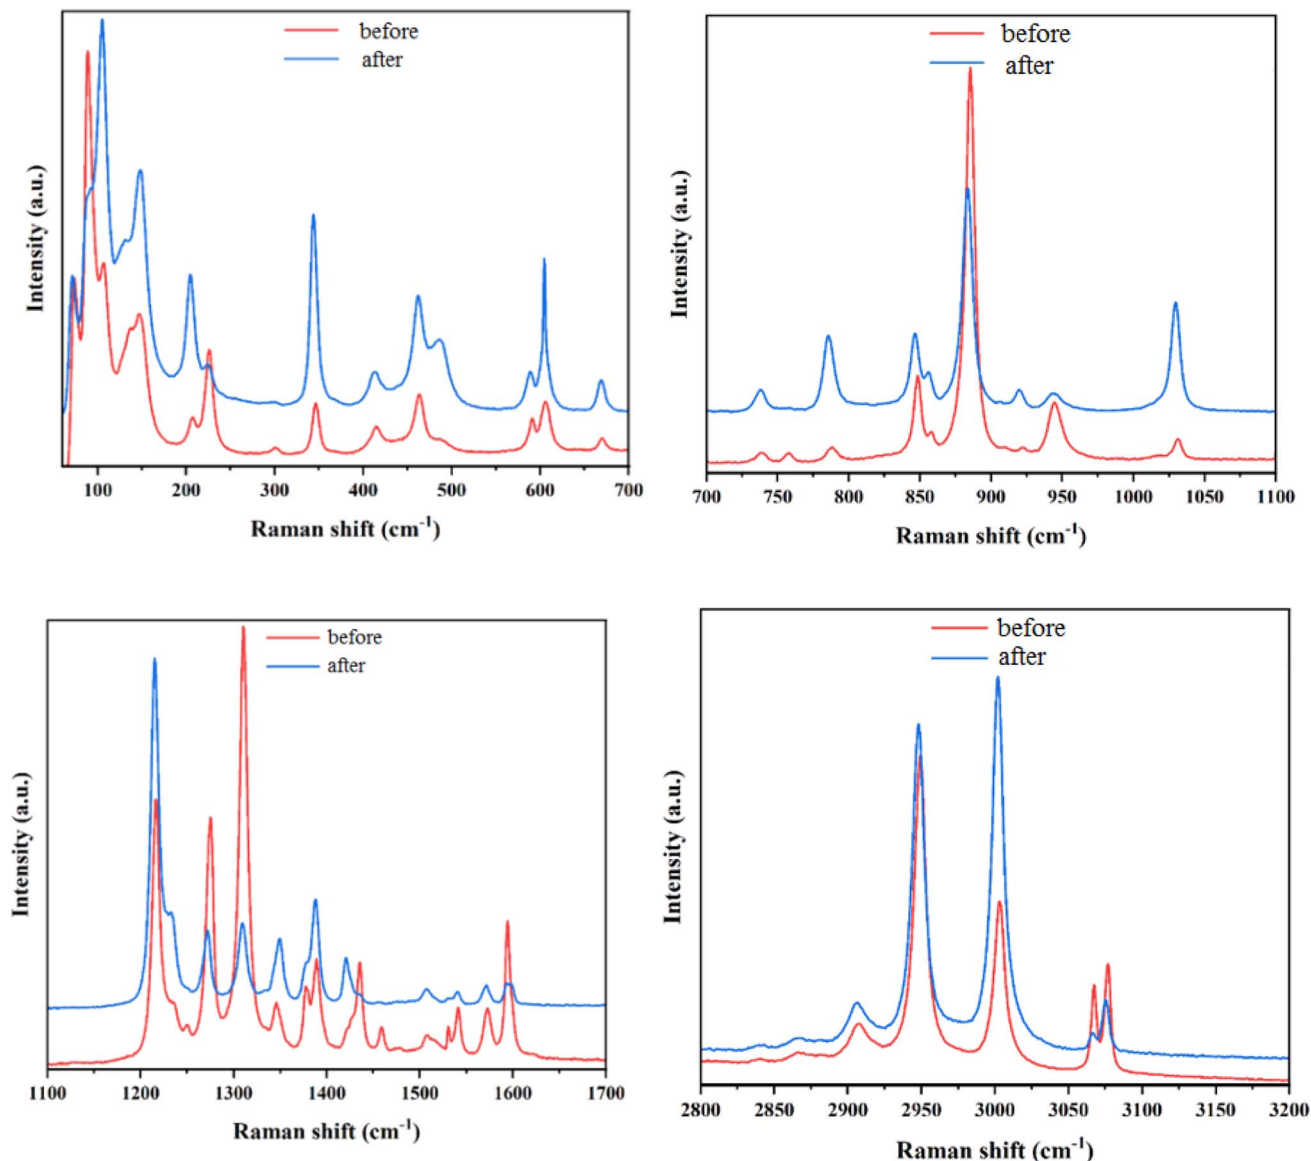 before
after
Intensity (a.u.)
100 200 300 400 500 600 700
Raman shift (cm-1)
before
after
Intensity (a.u.)
700 750 800 850 900 950 1000 1050 1100
Raman shift (cm-1)
before
after
Intensity (a.u.)
1100 1200 1300 1400 1500 1600 1700
Raman shift (cm-1)
before
after
Intensity (a.u.)
2800 2850 2900 2950 3000 3050 3100 3150 3200
Raman shift (cm-1)